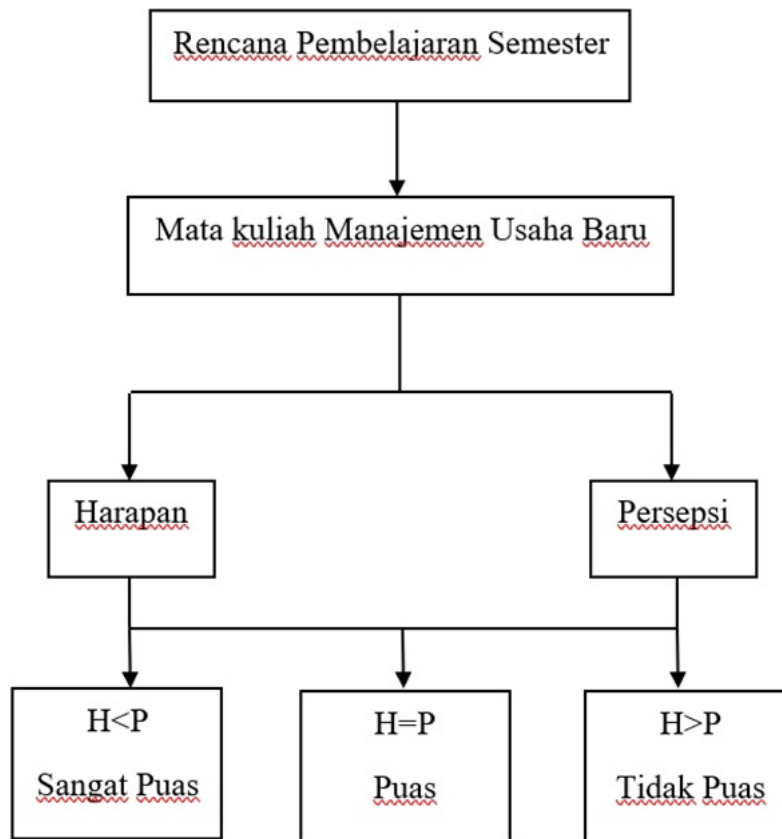 Rencana Pembelajaran Semester
Mata kuliah Manajemen Usaha Baru
Harapan
Persepsi
H<P
Sangat Puas
H=P
Puas
H>P
Tidak Puas